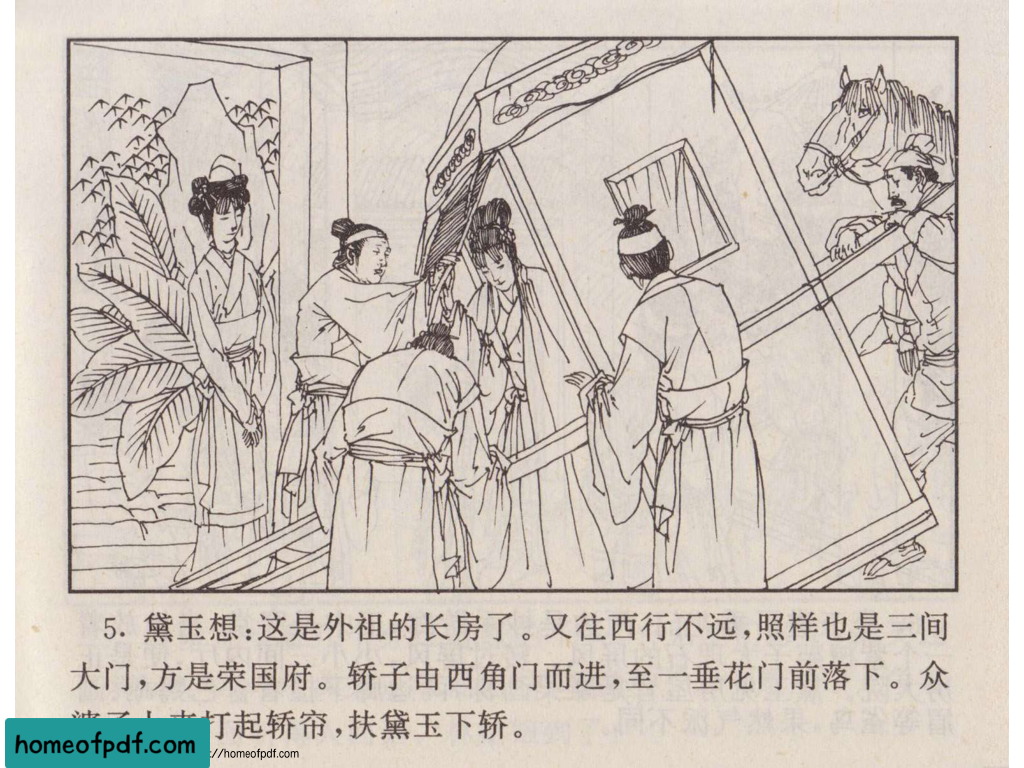 5. 黛玉想:这是外祖的长房了。又往西行不远,照样也是三间
大门,方是荣国府。轿子由西角门而进,至一垂花门前落下。众
打起轿帘,扶黛玉下轿。
homeofpdf.com
://homeofpdf.com